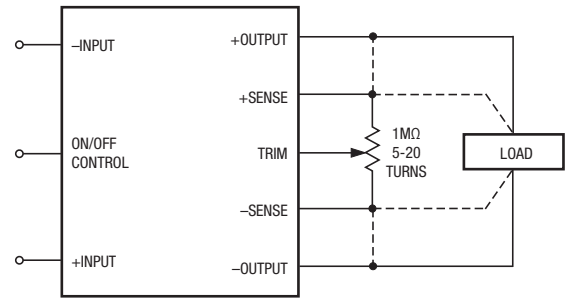 –INPUT
+OUTPUT
+SENSE
ON/OFF
CONTROL
TRIM
1MΩ
5-20
TURNS
LOAD
–SENSE
+INPUT
–OUTPUT